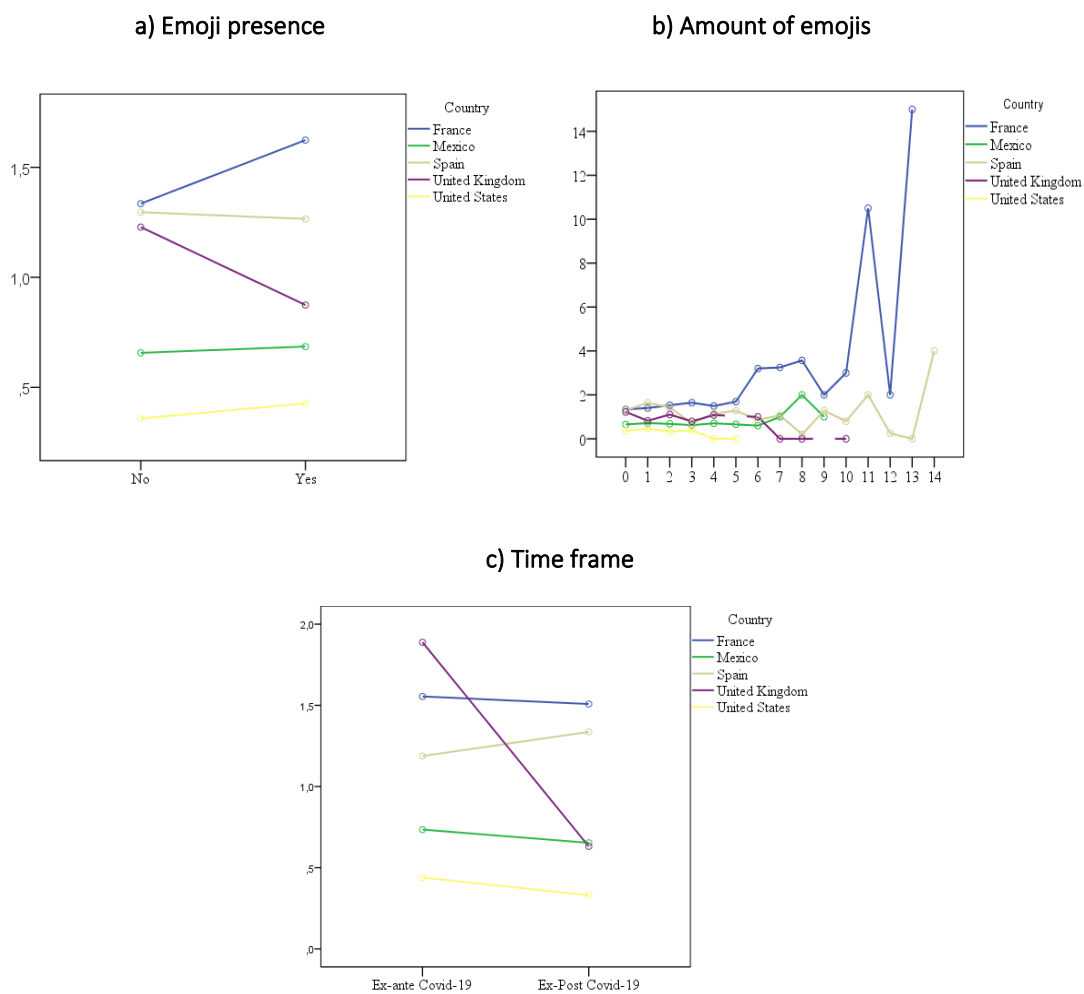 a) Emoji presence
Country
France
Mexico
Spain
United Kingdom
United States
1,5
1,0
,5
No Yes
b) Amount of emojis
Country
France
Mexico
Spain
United Kingdom
United States
14
12
10
8
6
4
2
0
0 1 2 3 4 5 6 7 8 9 10 11 12 13 14
c) Time frame
Country
France
Mexico
Spain
United Kingdom
United States
2,0
1,5
1,0
,5
,0
Ex-ante Covid-19 Ex-Post Covid-19